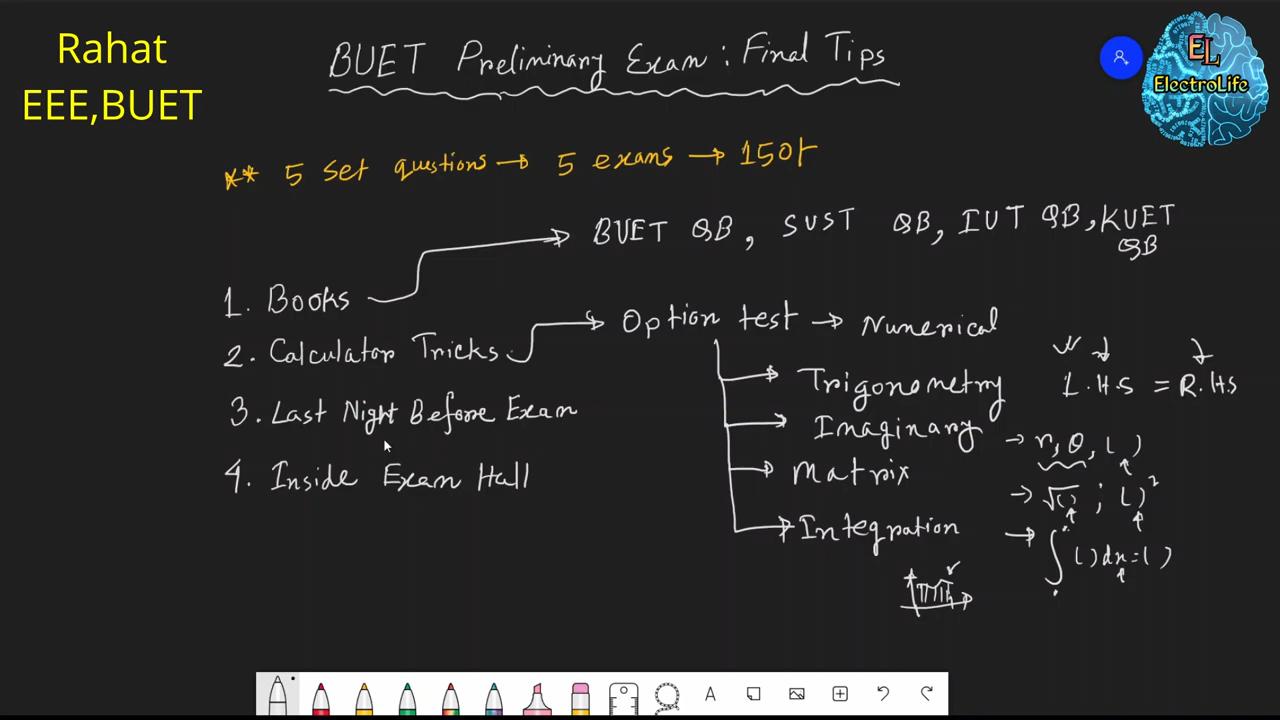 Rahat
EEE,BUET
BUET Preliminary Exam: Final Tips
EL
ElectroLife
** 5 set questions → 5 exams → 150৳
BUET QB, SUST QB, IUT QB, KUET QB
1. Books
2. Calculator Tricks
Option test → Numerical
Trigonometry L.H.S = R.H.S
Imaginary → r, θ, ( )
Matrix → √( ) ; ( )²
Integration → ∫( )dx = ( )
3. Last Night Before Exam
4. Inside Exam Hall
A